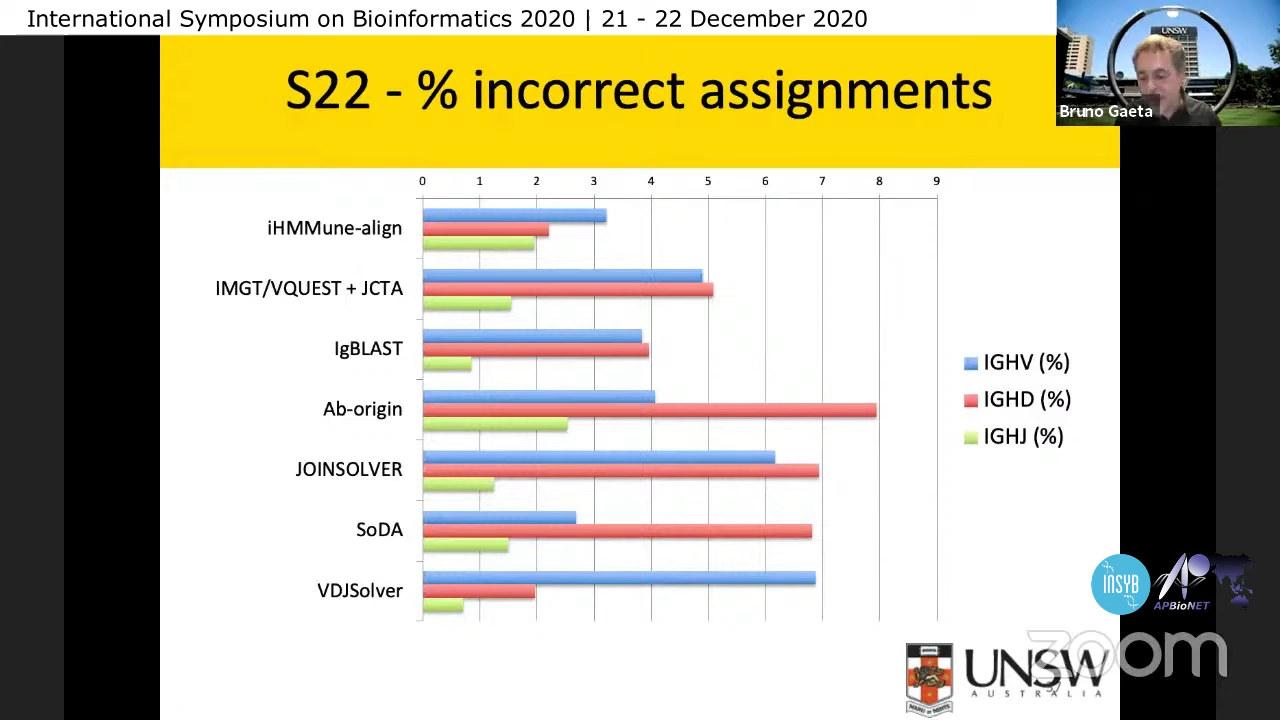 International Symposium on Bioinformatics 2020 | 21 - 22 December 2020
UNSW
Bruno Gaeta
S22 - % incorrect assignments
0 1 2 3 4 5 6 7 8 9
iHMMune-align
IMGT/VQUEST + JCTA
IgBLAST
Ab-origin
JOINSOLVER
SoDA
VDJSolver
IGHV (%)
IGHD (%)
IGHJ (%)
INSYB
APBioNET
zoom
UNSW
AUSTRALIA